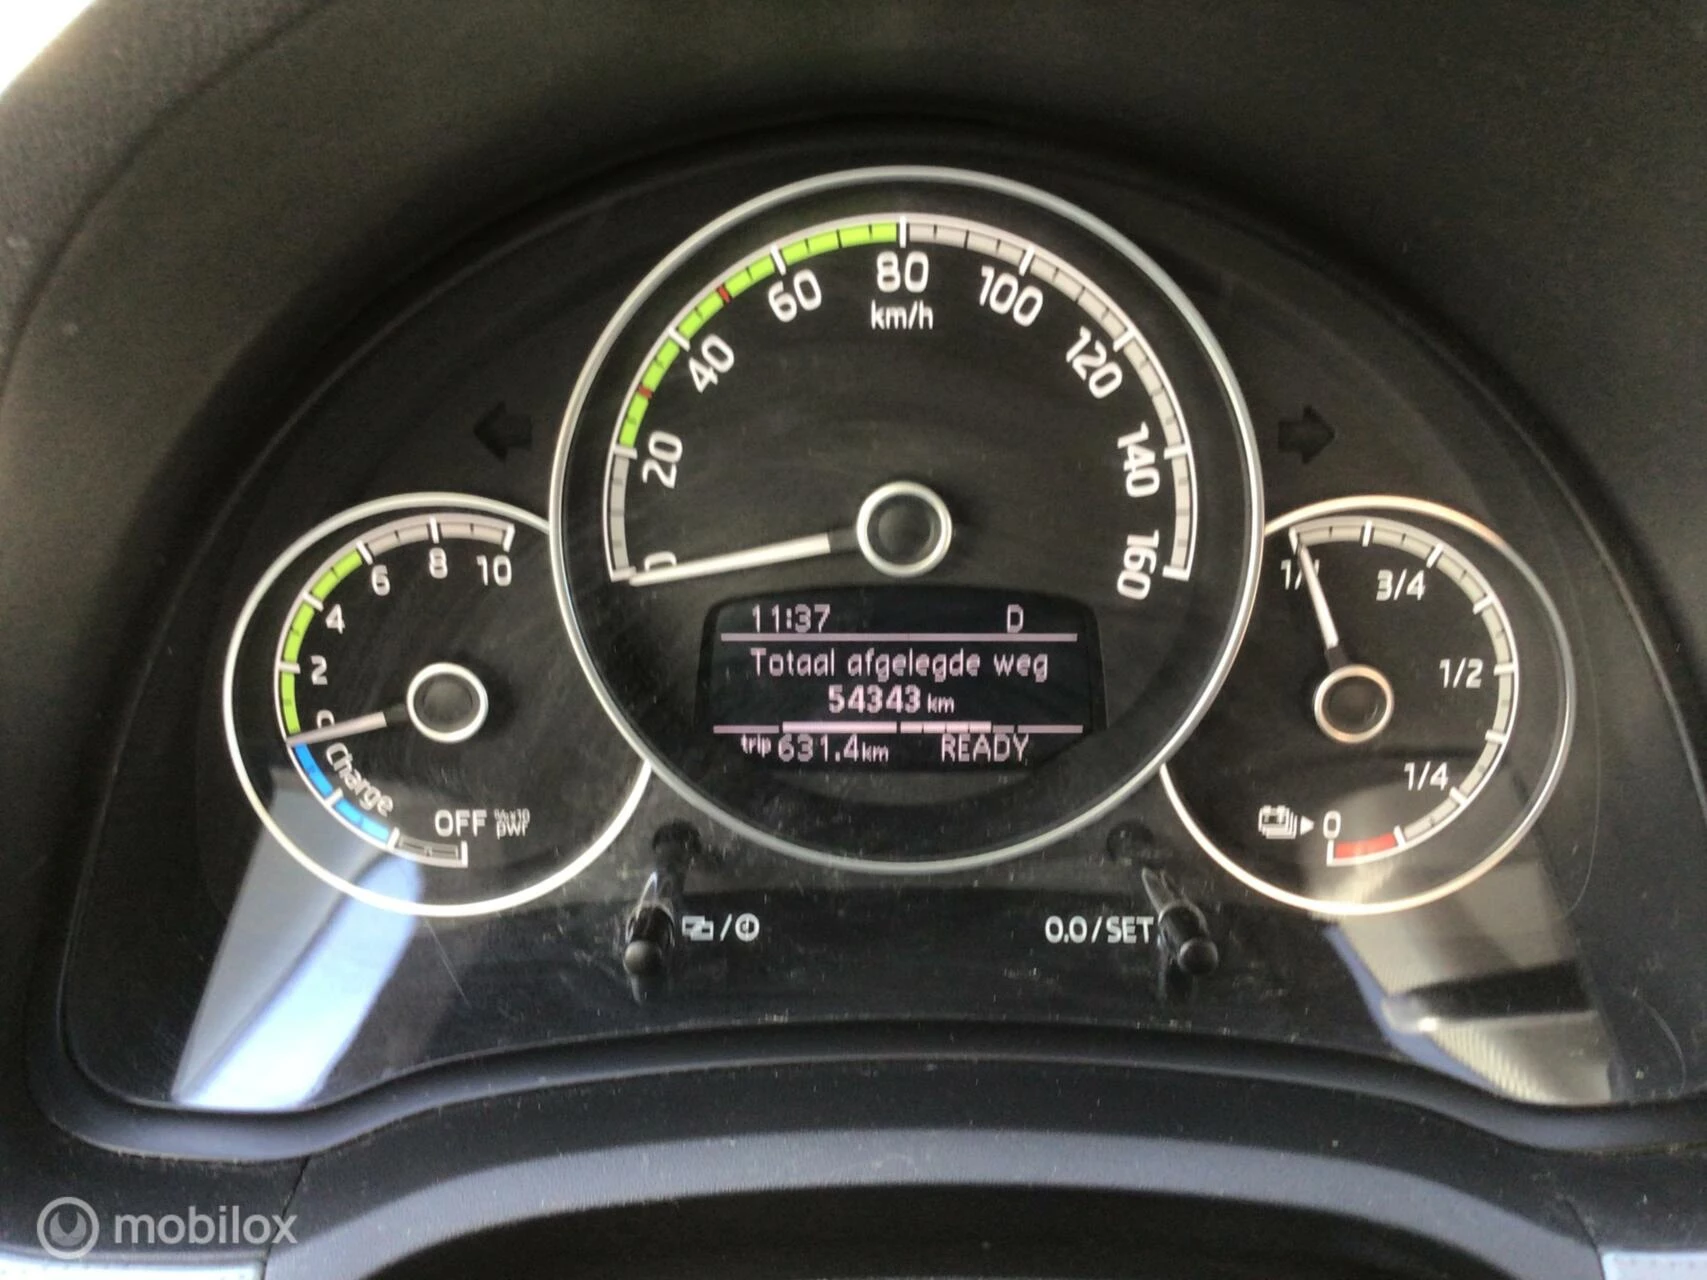 80
60
100
km/h
40
120
20
140
0
160
10
8
6
4
2
0
Charge
OFF
pwr
11:37 D
Totaal afgelegde weg
54343 km
trip 631.4 km READY
3/4
1/2
1/4
0
0.0/SET
mobilox